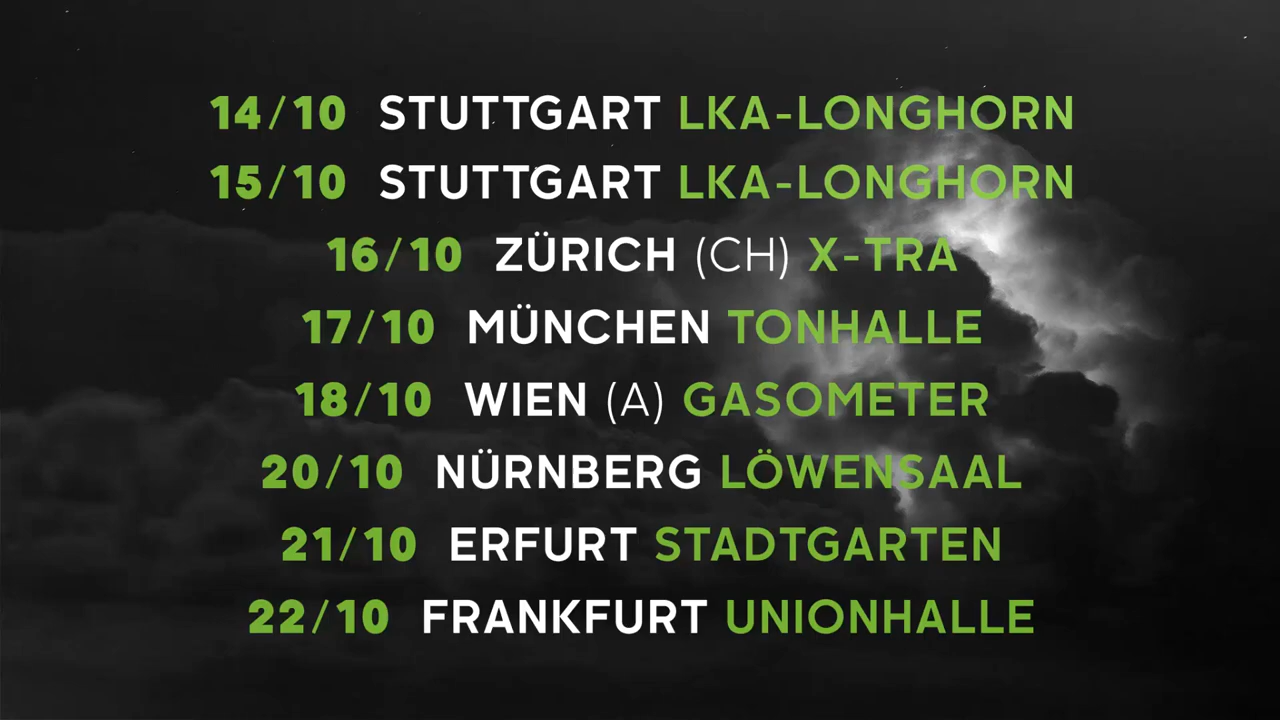 14/10 STUTTGART LKA-LONGHORN
15/10 STUTTGART LKA-LONGHORN
16/10 ZÜRICH (CH) X-TRA
17/10 MÜNCHEN TONHALLE
18/10 WIEN (A) GASOMETER
20/10 NÜRNBERG LÖWENSAAL
21/10 ERFURT STADTGARTEN
22/10 FRANKFURT UNIONHALLE